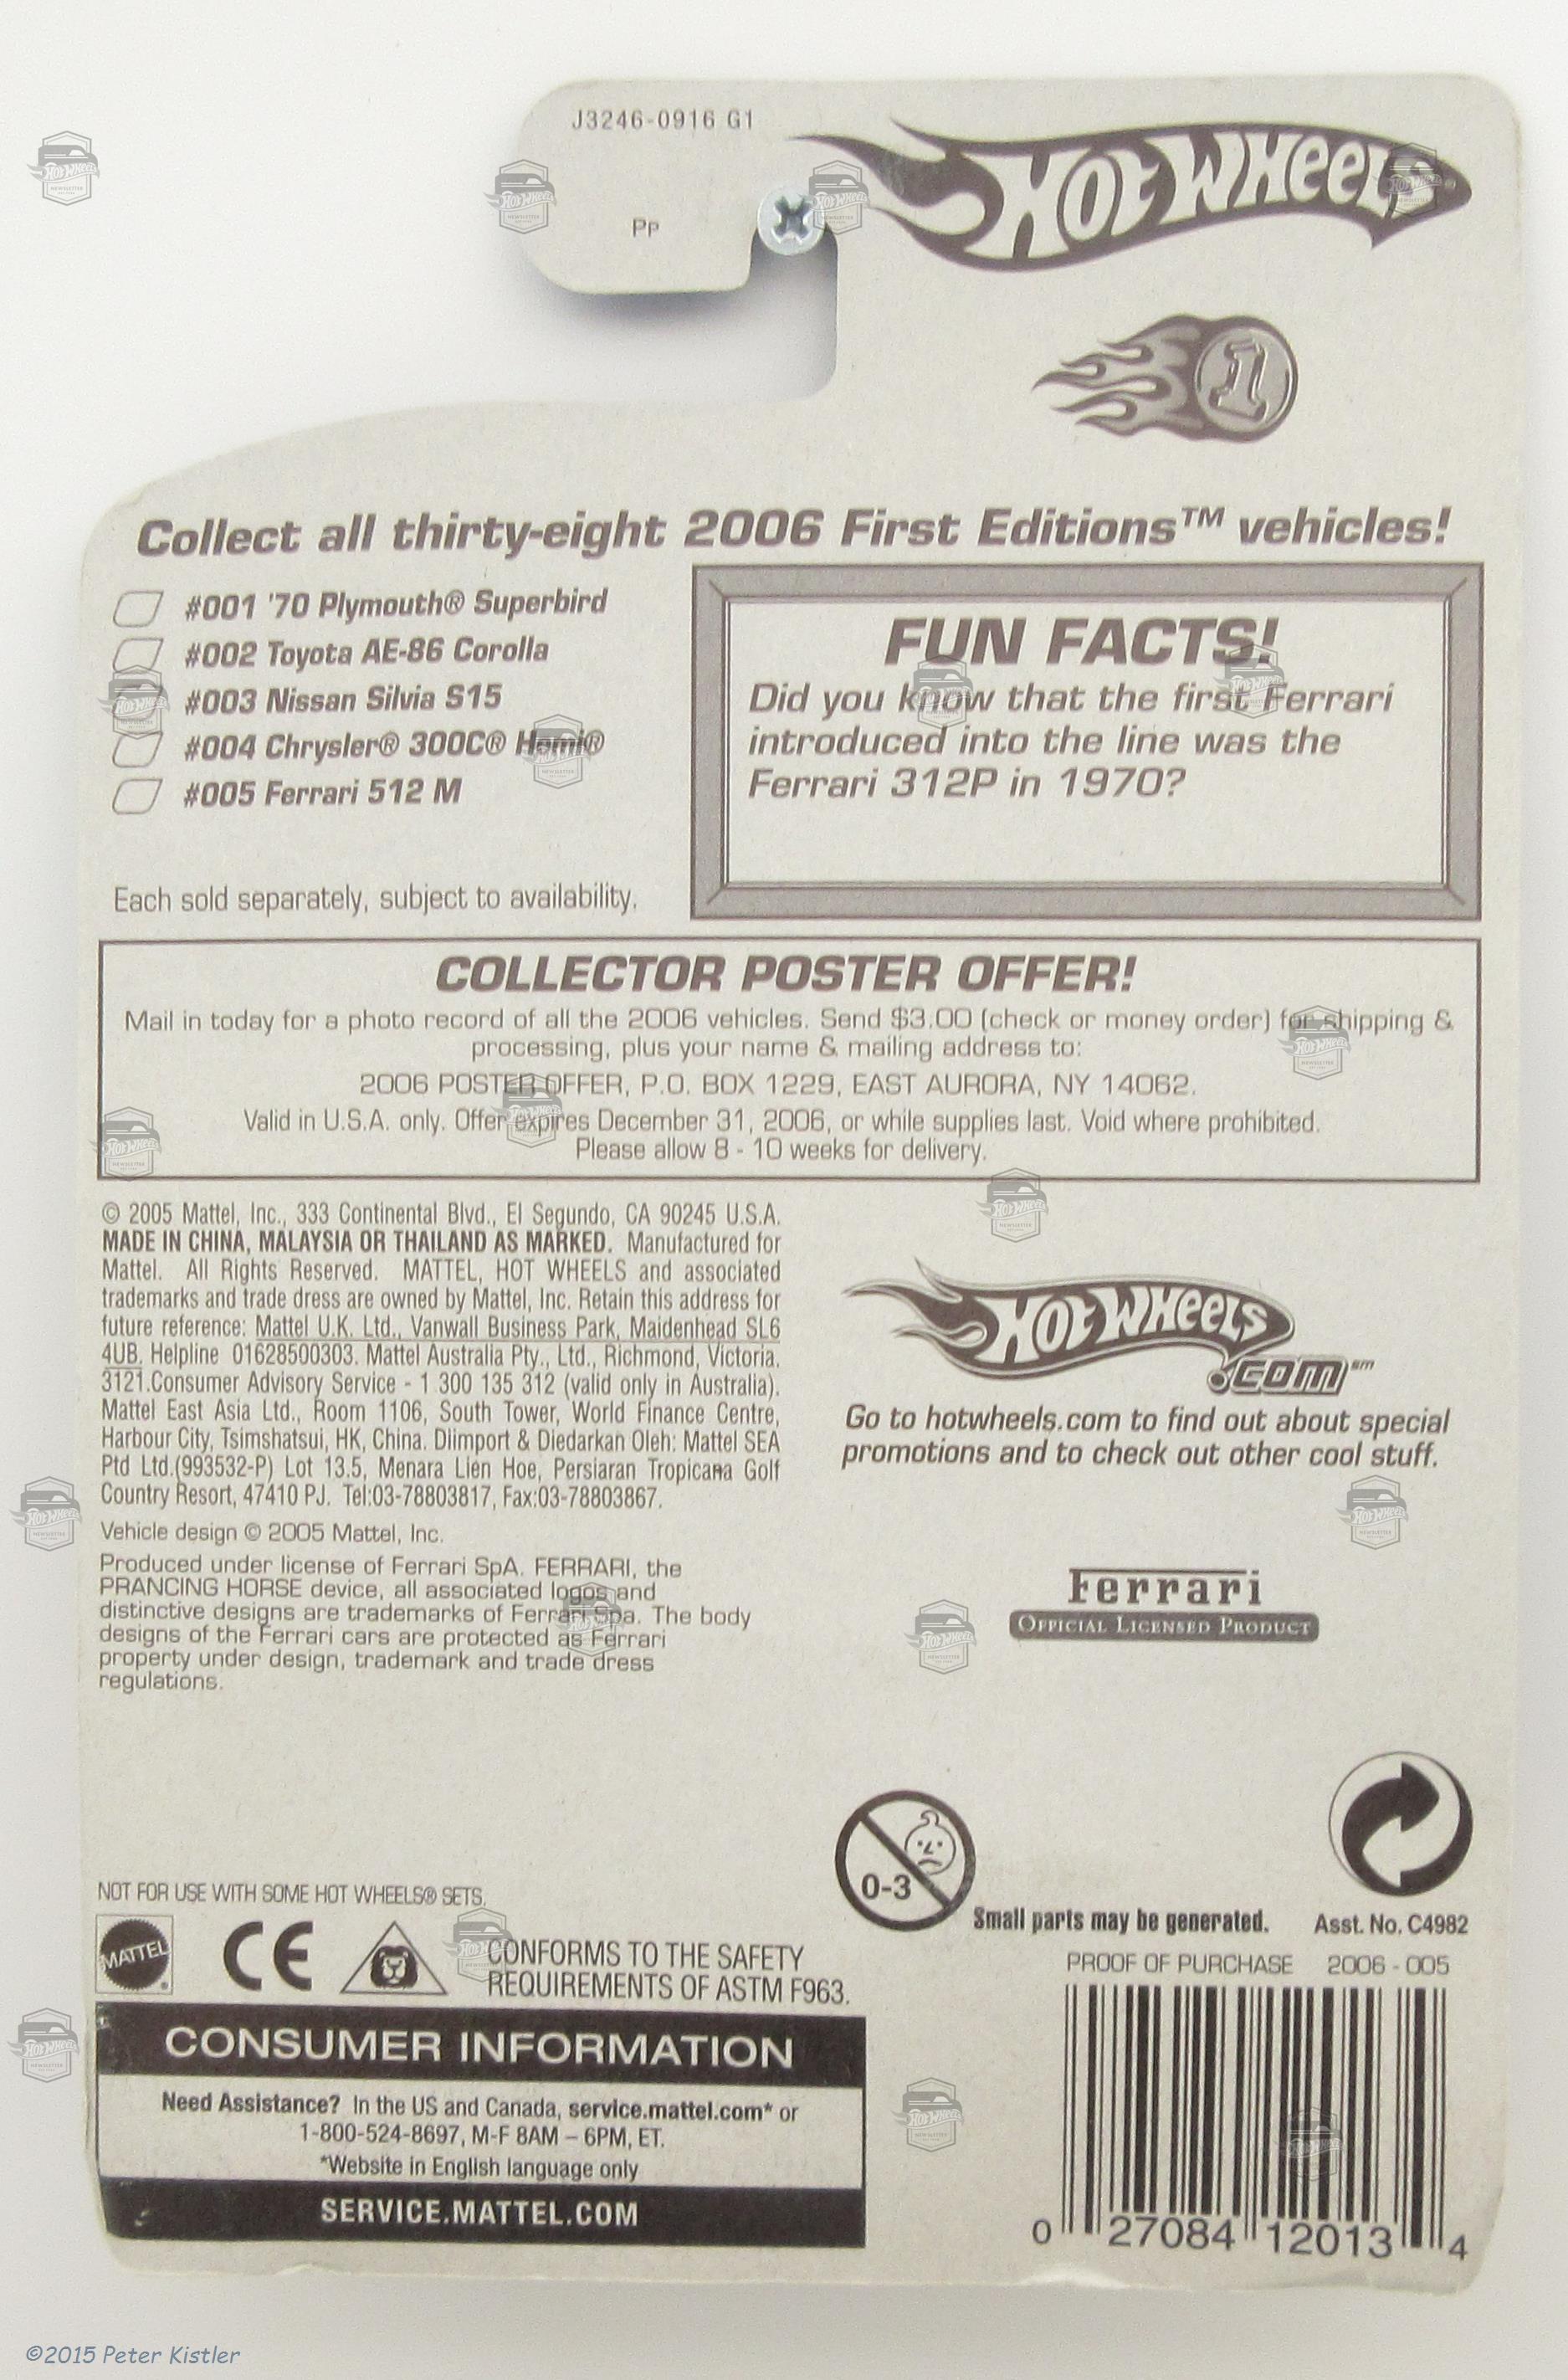 J3246-0916 G1
Pp
HOT WHEELS
1
Collect all thirty-eight 2006 First Editions™ vehicles!
#001 '70 Plymouth® Superbird
#002 Toyota AE-86 Corolla
#003 Nissan Silvia S15
#004 Chrysler® 300C® Hemi®
#005 Ferrari 512 M
Each sold separately, subject to availability.
FUN FACTS!
Did you know that the first Ferrari
introduced into the line was the
Ferrari 312P in 1970?
COLLECTOR POSTER OFFER!
Mail in today for a photo record of all the 2006 vehicles. Send $3.00 (check or money order) for shipping &
processing, plus your name & mailing address to:
2006 POSTER OFFER, P.O. BOX 1229, EAST AURORA, NY 14062.
Valid in U.S.A. only. Offer expires December 31, 2006, or while supplies last. Void where prohibited.
Please allow 8 - 10 weeks for delivery.
© 2005 Mattel, Inc., 333 Continental Blvd., El Segundo, CA 90245 U.S.A.
MADE IN CHINA, MALAYSIA OR THAILAND AS MARKED. Manufactured for
Mattel. All Rights Reserved. MATTEL, HOT WHEELS and associated
trademarks and trade dress are owned by Mattel, Inc. Retain this address for
future reference: Mattel U.K. Ltd., Vanwall Business Park, Maidenhead SL6
4UB. Helpline 01628500303. Mattel Australia Pty., Ltd., Richmond, Victoria.
3121.Consumer Advisory Service - 1 300 135 312 (valid only in Australia).
Mattel East Asia Ltd., Room 1106, South Tower, World Finance Centre,
Harbour City, Tsimshatsui, HK, China. Diimport & Diedarkan Oleh: Mattel SEA
Ptd Ltd.(993532-P) Lot 13.5, Menara Lien Hoe, Persiaran Tropicana Golf
Country Resort, 47410 PJ. Tel:03-78803817, Fax:03-78803867.
Vehicle design © 2005 Mattel, Inc.
Produced under license of Ferrari SpA. FERRARI, the
PRANCING HORSE device, all associated logos and
distinctive designs are trademarks of Ferrari Spa. The body
designs of the Ferrari cars are protected as Ferrari
property under design, trademark and trade dress
regulations.
HOT WHEELS
.COM℠
Go to hotwheels.com to find out about special
promotions and to check out other cool stuff.
Ferrari
OFFICIAL LICENSED PRODUCT
0-3
Small parts may be generated.
Asst. No. C4982
NOT FOR USE WITH SOME HOT WHEELS® SETS.
MATTEL
CE
CONFORMS TO THE SAFETY
REQUIREMENTS OF ASTM F963.
PROOF OF PURCHASE 2006 - 005
CONSUMER INFORMATION
Need Assistance? In the US and Canada, service.mattel.com* or
1-800-524-8697, M-F 8AM – 6PM, ET.
*Website in English language only
SERVICE.MATTEL.COM
0 27084 12013 4
©2015 Peter Kistler